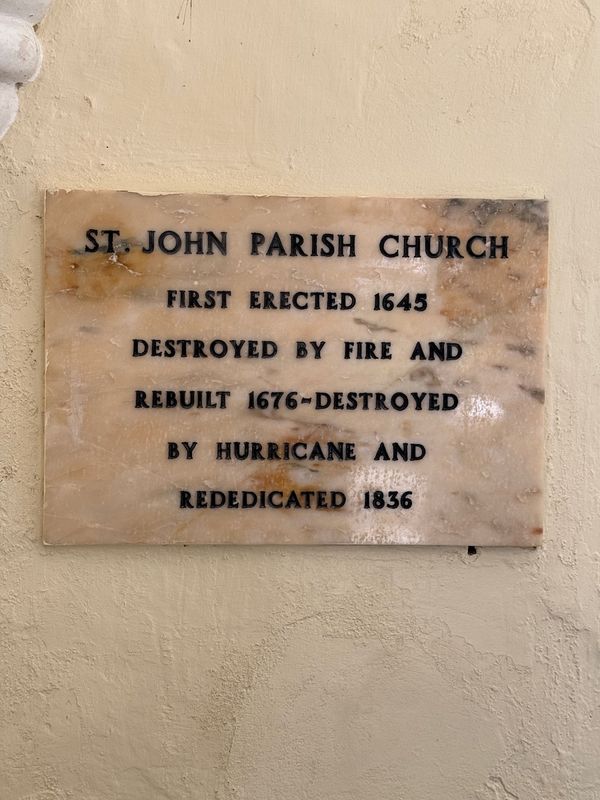 ST. JOHN PARISH CHURCH
FIRST ERECTED 1645
DESTROYED BY FIRE AND
REBUILT 1676-DESTROYED
BY HURRICANE AND
REDEDICATED 1836